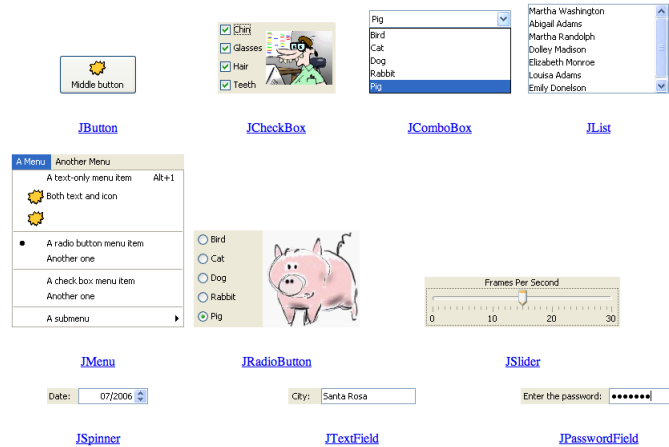 Middle button
Chin
Glasses
Hair
Teeth
Pig
Bird
Cat
Dog
Rabbit
Pig
Martha Washington
Abigail Adams
Martha Randolph
Dolley Madison
Elizabeth Monroe
Louisa Adams
Emily Donelson
JButton
JCheckBox
JComboBox
JList
A Menu Another Menu
A text-only menu item Alt+1
Both text and icon
A radio button menu item
Another one
A check box menu item
Another one
A submenu
Bird
Cat
Dog
Rabbit
Pig
Frames Per Second
0 10 20 30
JMenu
JRadioButton
JSlider
Date: 07/2006
City: Santa Rosa
Enter the password: ●●●●●●●
JSpinner
JTextField
JPasswordField